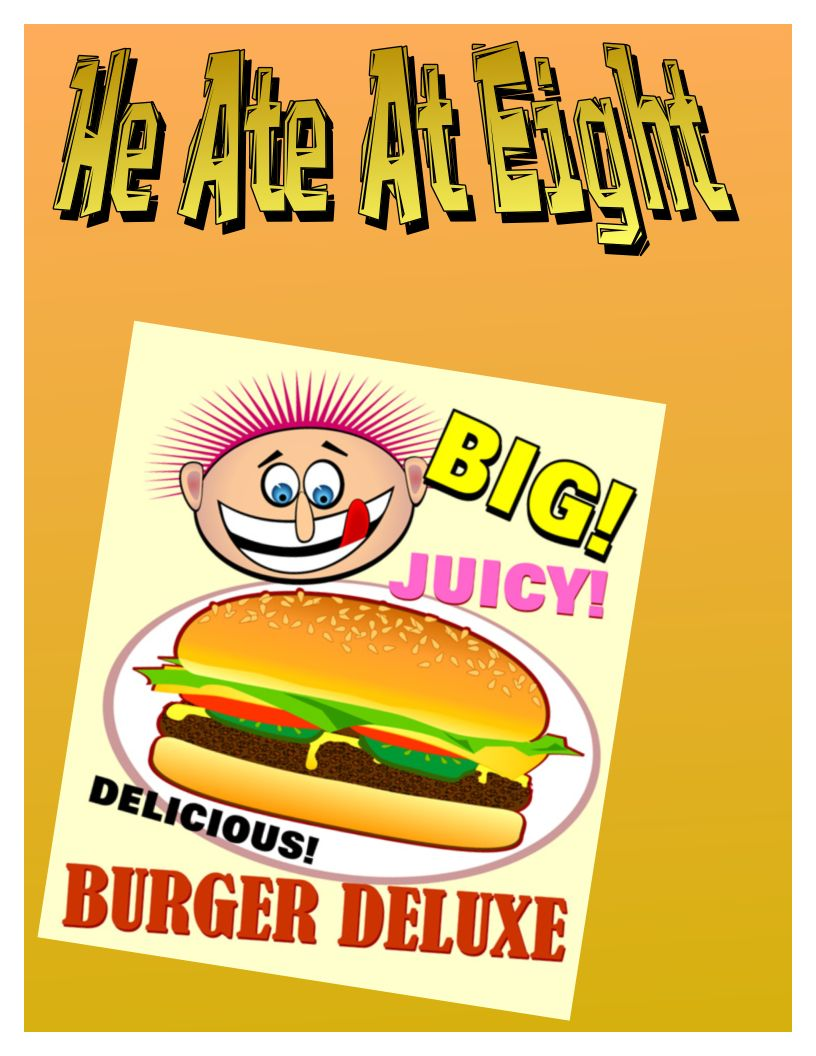 He Ate At Eight
BIG!
JUICY!
DELICIOUS!
BURGER DELUXE